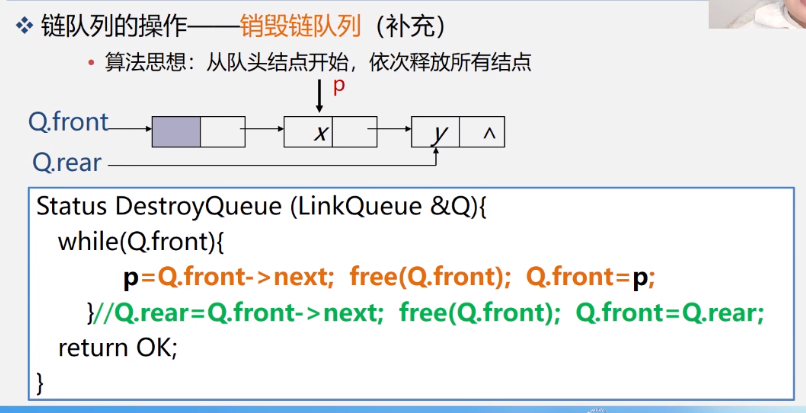 ❖ 链队列的操作——销毁链队列（补充）
• 算法思想：从队头结点开始，依次释放所有结点
p
Q.front x y ∧
Q.rear
Status DestroyQueue (LinkQueue &Q){
while(Q.front){
p=Q.front->next; free(Q.front); Q.front=p;
}//Q.rear=Q.front->next; free(Q.front); Q.front=Q.rear;
return OK;
}